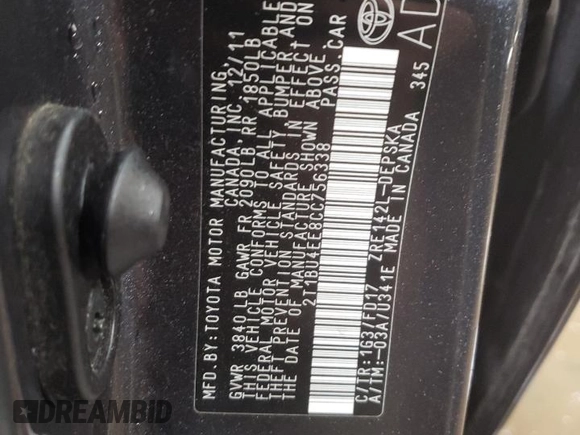 MFD. BY: TOYOTA MOTOR MANUFACTURING
CANADA, INC. 12/11
GVWR 3840LB GAWR FR 2090LB RR 1850LB
THIS VEHICLE CONFORMS TO ALL APPLICABLE
FEDERAL MOTOR VEHICLE SAFETY BUMPER AND
THEFT PREVENTION STANDARDS IN EFFECT ON
THE DATE OF MANUFACTURE SHOWN ABOVE.
2T1BU4EE8CC756338 PASS.CAR
C/TR:1G3/FD17 ZRE142L-DEPSKA
A/TM:-03A/U341E MADE IN CANADA 345
DREAMBID